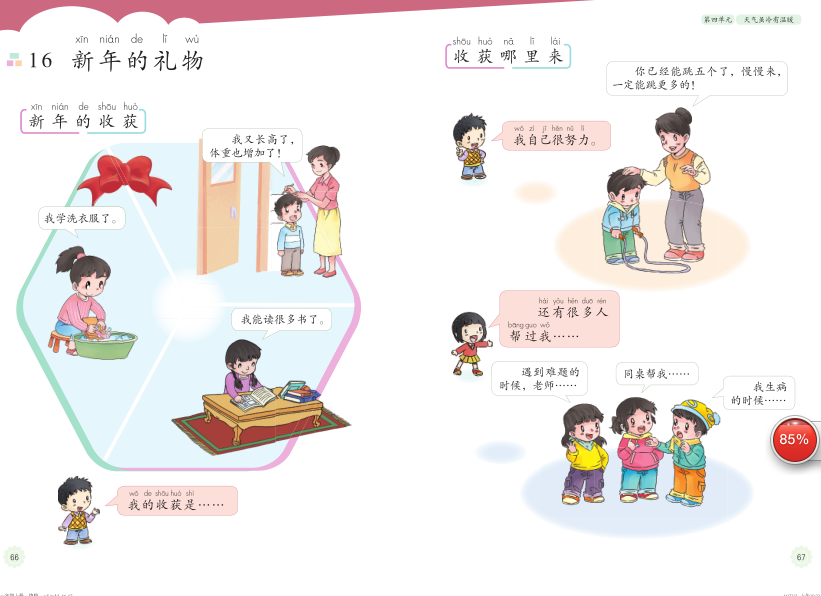 xīn nián de lǐ wù
16 新年的礼物
xīn nián de shōu huò
新年的收获
我又长高了，
体重也增加了！
我学洗衣服了。
我能读很多书了。
wǒ de shōu huò shì
我的收获是……
66
第四单元 天气虽冷有温暖
shōu huò nǎ lǐ lái
收获哪里来
你已经能跳五个了，慢慢来，
一定能跳更多的！
wǒ zì jǐ hěn nǔ lì
我自己很努力。
hái yǒu hěn duō rén
还有很多人
bāng guo wǒ
帮过我……
遇到难题的
时候，老师……
同桌帮我……
我生病
的时候……
85%
67